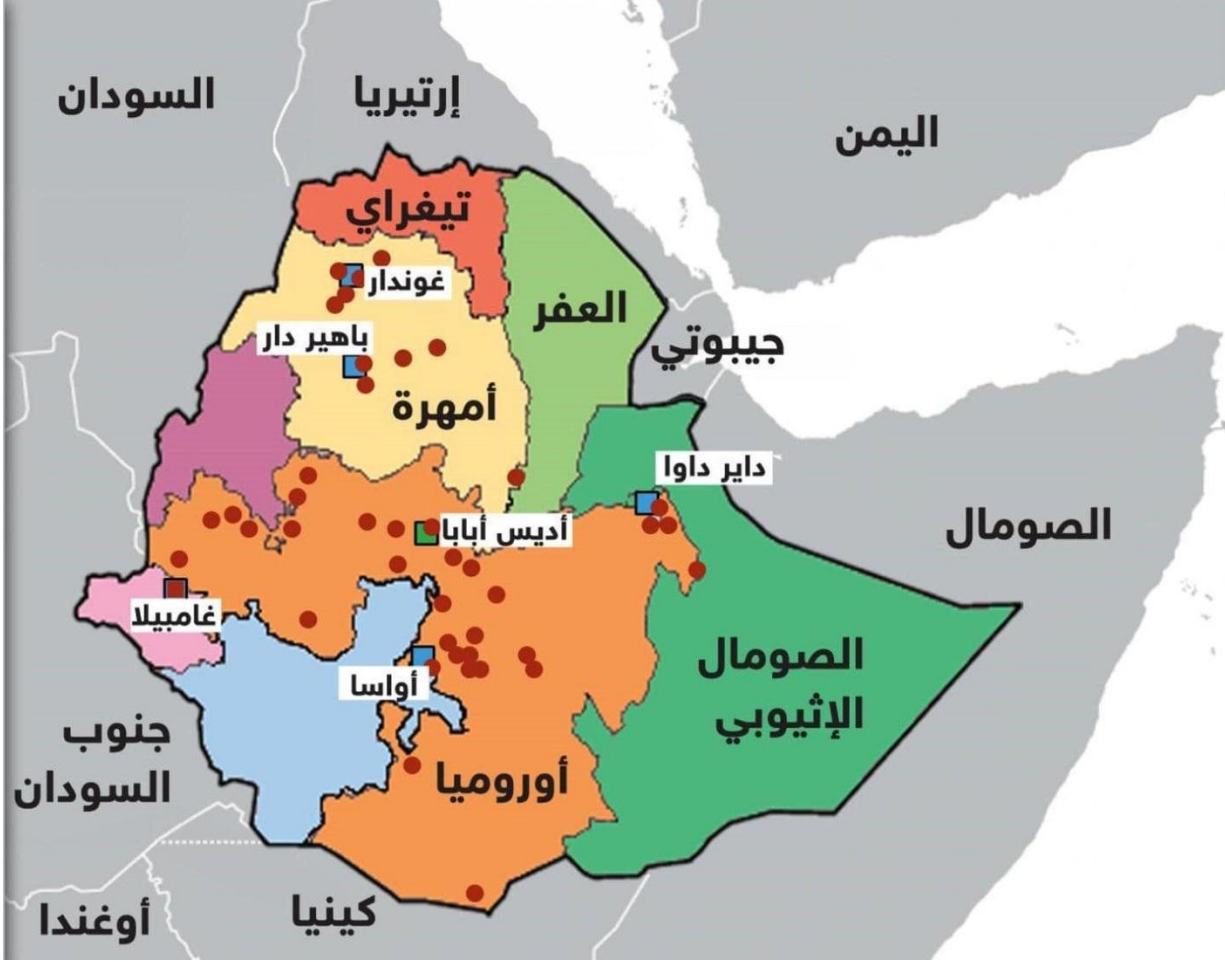 السودان
إرتيريا
اليمن
تيغراي
غوندار
العفر
باهير دار
جيبوتي
أمهرة
داير داوا
أديس أبابا
الصومال
غامبيلا
الصومال
الإثيوبي
أواسا
جنوب
السودان
أوروميا
أوغندا
كينيا